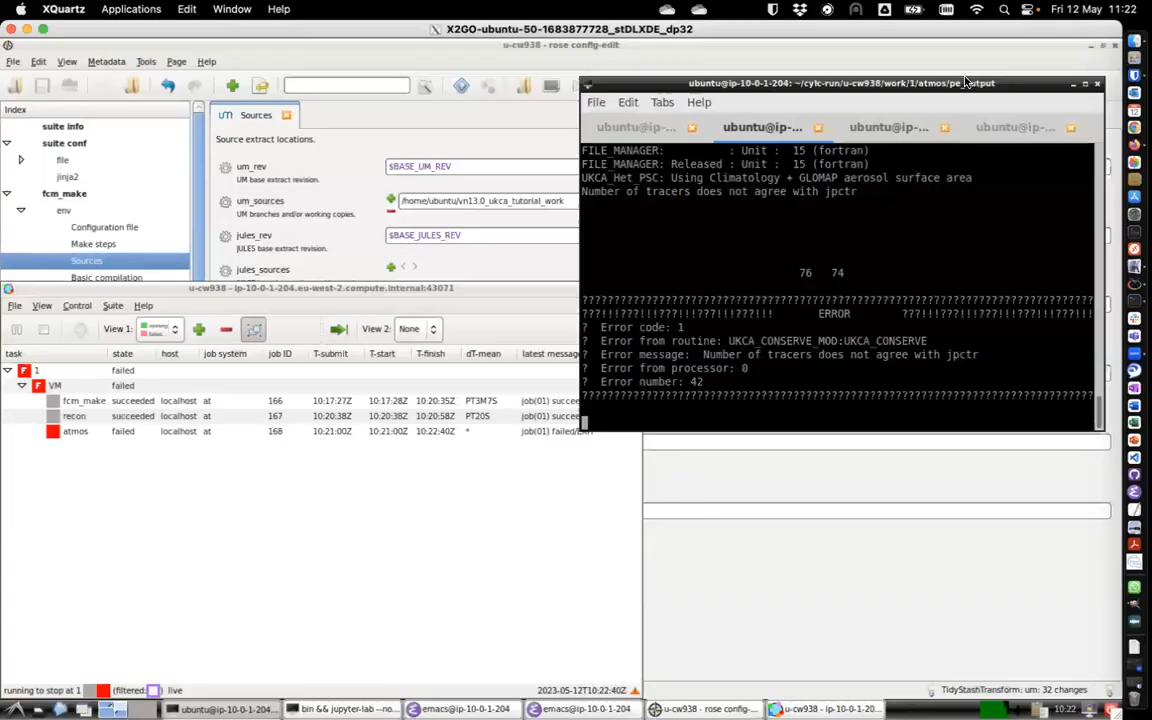 XQuartz Applications Edit Window Help Fri 12 May 11:22
X2GO-ubuntu-50-1683877728_stDLXDE_dp32
u-cw938 - rose config-edit
File Edit View Metadata Tools Page Help
Index
suite info
suite conf
file
jinja2
fcm_make
env
Configuration file
Make steps
Sources
Basic compilation
Sources
Source extract locations.
um_rev $BASE_UM_REV
UM base extract revision.
um_sources /home/ubuntu/vn13.0_ukca_tutorial_work
UM branches and/or working copies.
jules_rev $BASE_JULES_REV
JULES base extract revision.
jules_sources
ubuntu@ip-10-0-1-204: ~/cylc-run/u-cw938/work/1/atmos/pe_output
File Edit Tabs Help
ubuntu@ip-... ubuntu@ip-... ubuntu@ip-... ubuntu@ip-...
FILE_MANAGER: : Unit : 15 (fortran)
FILE_MANAGER: Released : Unit : 15 (fortran)
UKCA_Het_PSC: Using Climatology + GLOMAP aerosol surface area
Number of tracers does not agree with jpctr
76 74
????????????????????????????????????????????????????????????????????????????????
???!!!???!!!???!!!???!!!???!!! ERROR ???!!!???!!!???!!!???!!!???!!!
? Error code: 1
? Error from routine: UKCA_CONSERVE_MOD:UKCA_CONSERVE
? Error message: Number of tracers does not agree with jpctr
? Error from processor: 0
? Error number: 42
????????????????????????????????????????????????????????????????????????????????
u-cw938 - ip-10-0-1-204.eu-west-2.compute.internal:43071
File View Control Suite Help
View 1: View 2: None
task state host job system job ID T-submit T-start T-finish dT-mean latest message
1 failed
VM failed
fcm_make succeeded localhost at 166 10:17:27Z 10:17:28Z 10:20:35Z PT3M7S job(01) succee
recon succeeded localhost at 167 10:20:38Z 10:20:38Z 10:20:58Z PT20S job(01) succee
atmos failed localhost at 168 10:21:00Z 10:21:00Z 10:22:40Z * job(01) failed/
running to stop at 1 (filtered: ) live 2023-05-12T10:22:40Z
TidyStashTransform: um: 32 changes
ubuntu@ip-10-0-1-204... bin && jupyter-lab --no... emacs@ip-10-0-1-204 emacs@ip-10-0-1-204 u-cw938 - rose config-... u-cw938 - ip-10-0-1-20... 10:22